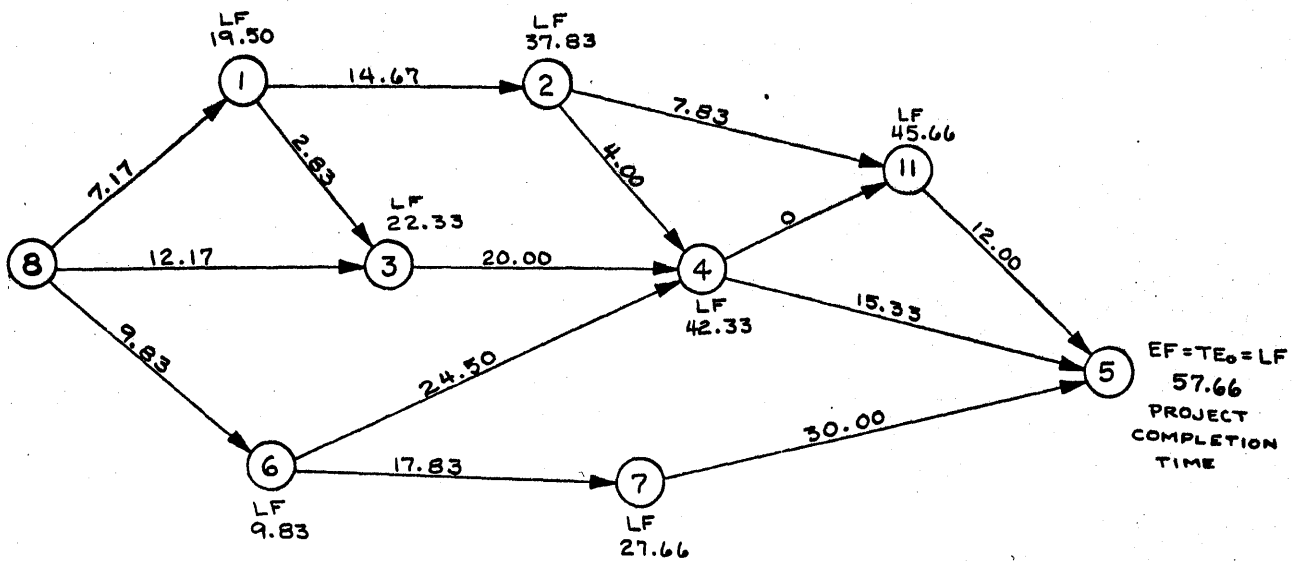 LF
19.50
LF
37.83
1
14.67
2
7.83
LF
45.66
11
7.17
2.83
4.00
LF
22.33
0
12.00
8
12.17
3
20.00
4
LF
42.33
15.33
EF = TE₀ = LF
57.66
PROJECT
COMPLETION
TIME
5
9.83
24.50
30.00
6
17.83
7
LF
9.83
LF
27.66